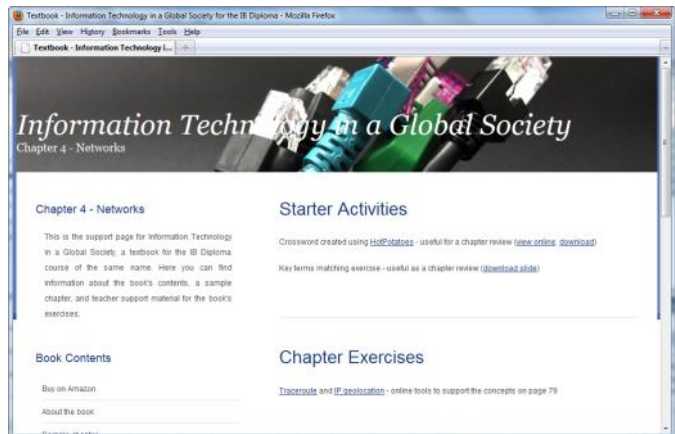 Textbook - Information Technology in a Global Society for the IB Diploma - Mozilla Firefox
File Edit View History Bookmarks Tools Help
Textbook - Information Technology i...
Information Technology in a Global Society
Chapter 4 - Networks
Chapter 4 - Networks
This is the support page for Information Technology
in a Global Society, a textbook for the IB Diploma
course of the same name. Here you can find
information about the book's contents, a sample
chapter, and teacher support material for the book's
exercises.
Book Contents
Buy on Amazon
About the book
Sample chapter
Starter Activities
Crossword created using HotPotatoes - useful for a chapter review (view online, download)
Key terms matching exercise - useful as a chapter review (download slide)
Chapter Exercises
Traceroute and IP geolocation - online tools to support the concepts on page 79